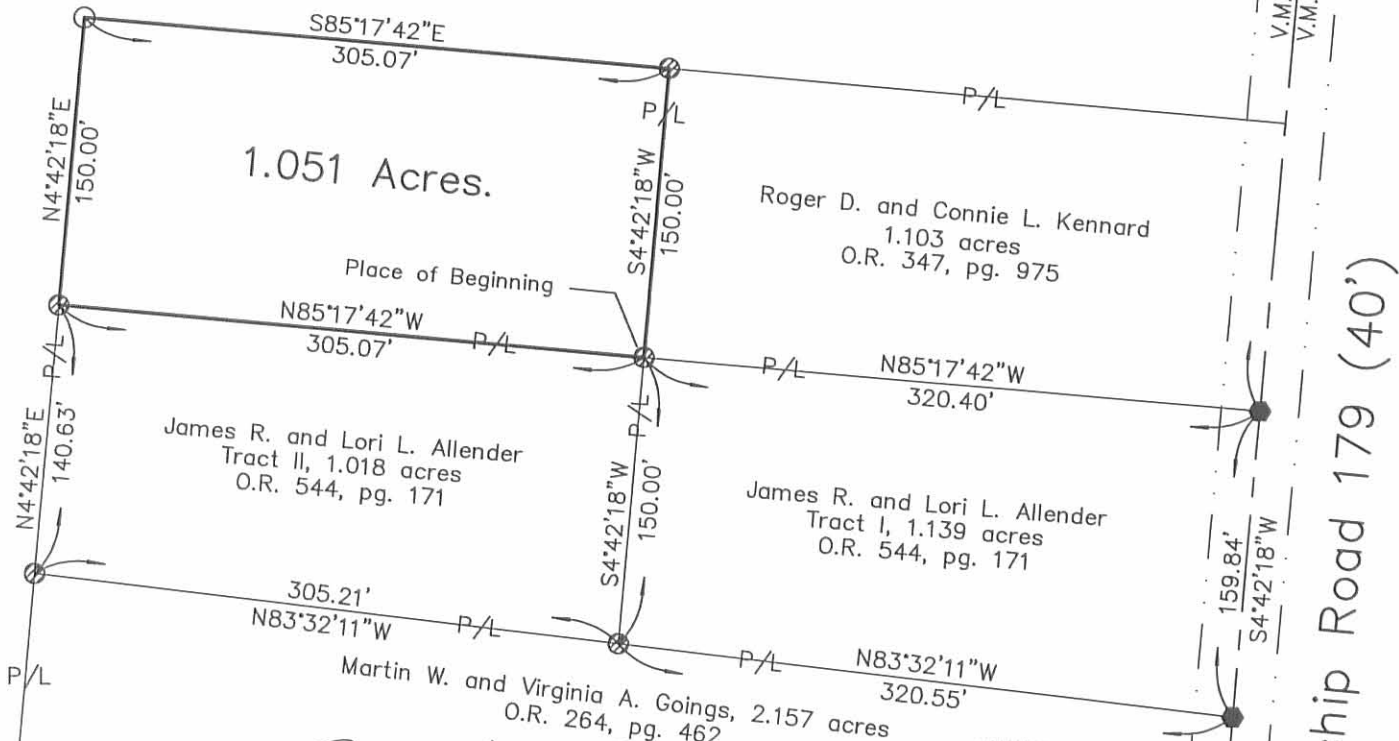 S85°17'42"E
305.07'
V.M.
V.M.
P/L
P/L
N4°42'18"E
150.00'
1.051 Acres.
S4°42'18"W
150.00'
Roger D. and Connie L. Kennard
1.103 acres
O.R. 347, pg. 975
Place of Beginning
N85°17'42"W
305.07'
P/L
P/L
N85°17'42"W
320.40'
P/L
N4°42'18"E
140.63'
James R. and Lori L. Allender
Tract II, 1.018 acres
O.R. 544, pg. 171
P/L
S4°42'18"W
150.00'
James R. and Lori L. Allender
Tract I, 1.139 acres
O.R. 544, pg. 171
159.84'
S4°42'18"W
hip Road 179 (40')
305.21'
N83°32'11"W
P/L
P/L
N83°32'11"W
320.55'
P/L
Martin W. and Virginia A. Goings, 2.157 acres
O.R. 264, pg. 462